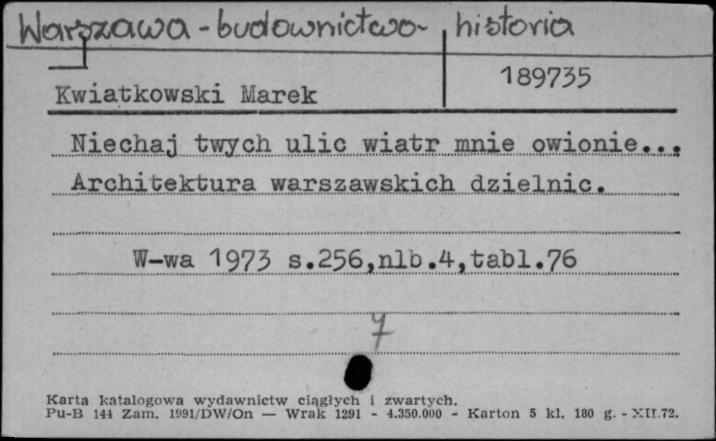 Warszawa - budownictwo - historia
189735
Kwiatkowski Marek
Niechaj twych ulic wiatr mnie owionie...
Architektura warszawskich dzielnic.
W-wa 1973 s.256,nlb.4,tabl.76
7
Karta katalogowa wydawnictw ciągłych i zwartych.
Pu-B 144 Zam. 1991/DW/On — Wrak 1291 - 4.350.000 - Karton 5 kl. 180 g. - XII.72.